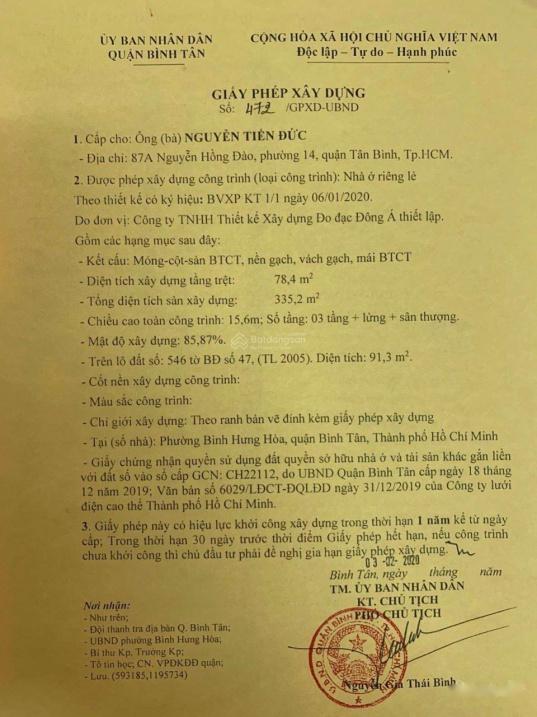 ỦY BAN NHÂN DÂN
QUẬN BÌNH TÂN
CỘNG HÒA XÃ HỘI CHỦ NGHĨA VIỆT NAM
Độc lập – Tự do – Hạnh phúc
GIẤY PHÉP XÂY DỰNG
Số: 472 /GPXD-UBND
1. Cấp cho: Ông (bà) NGUYỄN TIẾN ĐỨC
- Địa chỉ: 87A Nguyễn Hồng Đào, phường 14, quận Tân Bình, Tp.HCM.
2. Được phép xây dựng công trình (loại công trình): Nhà ở riêng lẻ
Theo thiết kế có ký hiệu: BVXP KT 1/1 ngày 06/01/2020.
Do đơn vị: Công ty TNHH Thiết kế Xây dựng Đo đạc Đông Á thiết lập.
Gồm các hạng mục sau đây:
- Kết cấu: Móng-cột-sàn BTCT, nền gạch, vách gạch, mái BTCT
- Diện tích xây dựng tầng trệt: 78,4 m²
- Tổng diện tích sàn xây dựng: 335,2 m²
- Chiều cao toàn công trình: 15,6m; Số tầng: 03 tầng + lửng + sân thượng.
- Mật độ xây dựng: 85,87%.
Batdongsan
- Trên lô đất số: 546 tờ BĐ số 47, (TL 2005). Diện tích: 91,3 m².
- Cốt nền xây dựng công trình:
- Màu sắc công trình:
- Chỉ giới xây dựng: Theo ranh bản vẽ đính kèm giấy phép xây dựng
- Tại (số nhà): Phường Bình Hưng Hòa, quận Bình Tân, Thành phố Hồ Chí Minh
- Giấy chứng nhận quyền sử dụng đất quyền sở hữu nhà ở và tài sản khác gắn liền
với đất số vào sổ cấp GCN: CH22112, do UBND Quận Bình Tân cấp ngày 18 tháng
12 năm 2019; Văn bản số 6029/LĐCT-ĐQLĐD ngày 31/12/2019 của Công ty lưới
điện cao thế Thành phố Hồ Chí Minh.
3. Giấy phép này có hiệu lực khởi công xây dựng trong thời hạn 1 năm kể từ ngày
cấp; Trong thời hạn 30 ngày trước thời điểm Giấy phép hết hạn, nếu công trình
chưa khởi công thì chủ đầu tư phải đề nghị gia hạn giấy phép xây dựng.
03-02-2020
Bình Tân, ngày tháng năm
TM. ỦY BAN NHÂN DÂN
KT. CHỦ TỊCH
PHÓ CHỦ TỊCH
Nguyễn Gia Thái Bình
Nơi nhận:
- Như trên;
- Đội thanh tra địa bàn Q. Bình Tân;
- UBND phường Bình Hưng Hòa;
- Bí thư Kp, Trưởng Kp;
- Tổ tin học; CN. VPĐKĐĐ quận;
- Lưu. (593185,1195734)